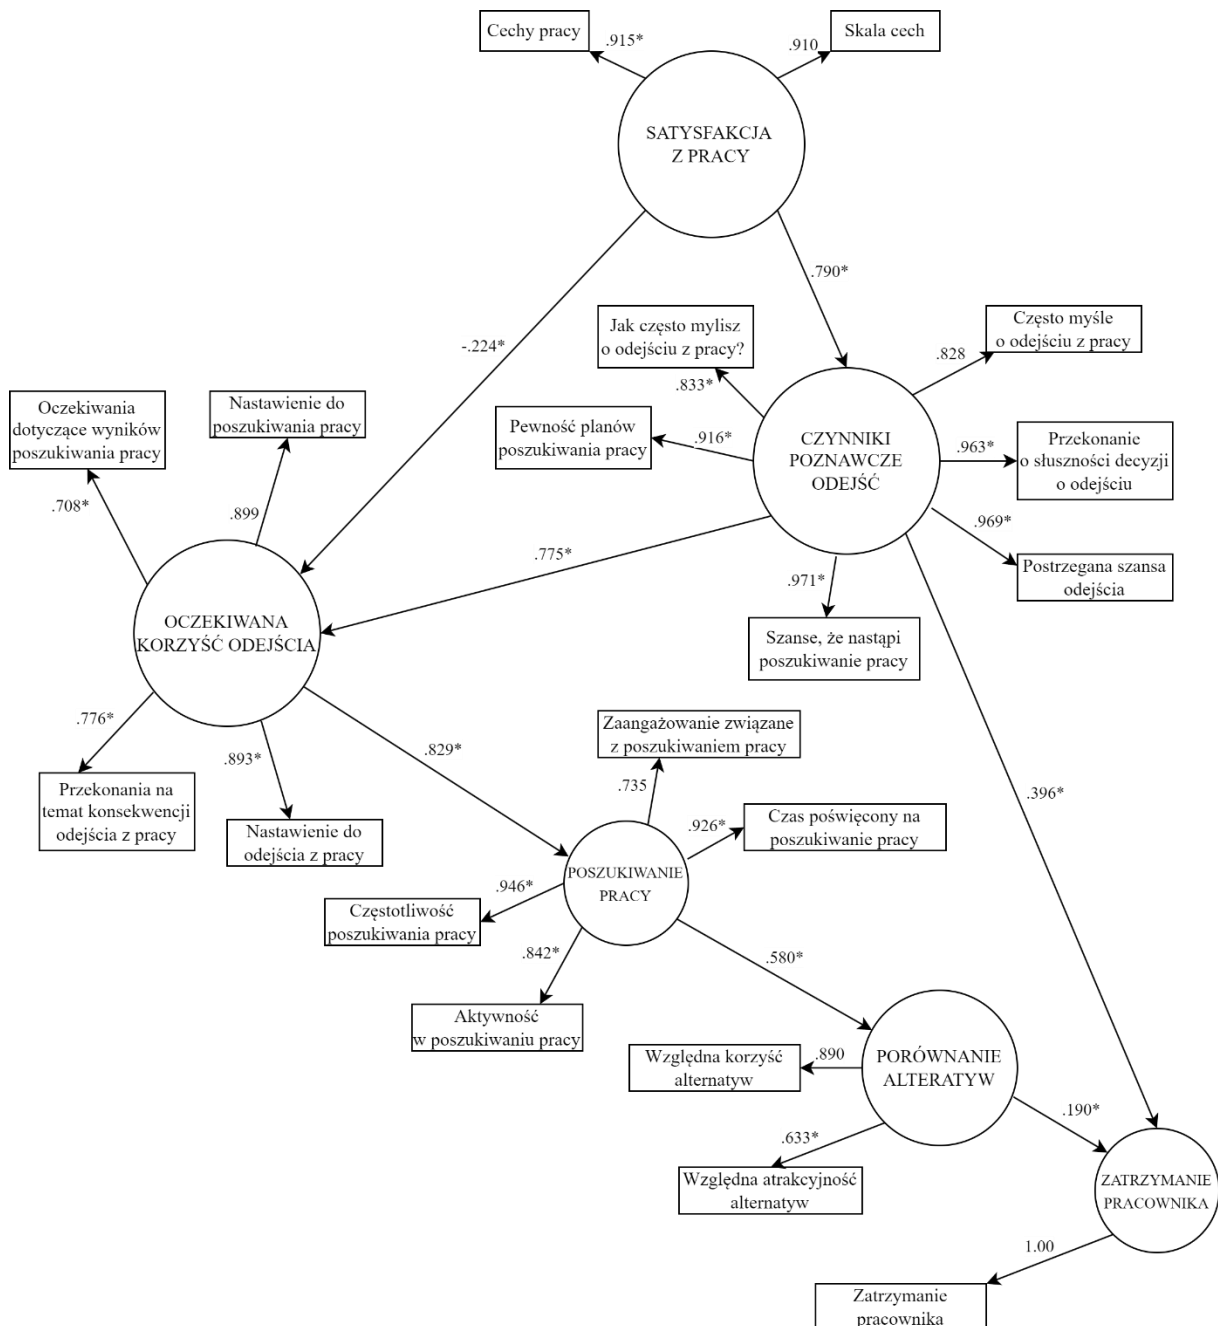 Cechy pracy
.915*
.910
Skala cech
SATYSFAKCJA
Z PRACY
.790*
-.224*
Jak często mylisz
o odejściu z pracy?
.833*
.828
Często myśle
o odejściu z pracy
Oczekiwania
dotyczące wyników
poszukiwania pracy
.708*
Nastawienie do
poszukiwania pracy
.899
Pewność planów
poszukiwania pracy
.916*
CZYNNIKI
POZNAWCZE
ODEJŚĆ
.963*
Przekonanie
o słuszności decyzji
o odejściu
.969*
Postrzegana szansa
odejścia
.775*
.971*
Szanse, że nastąpi
poszukiwanie pracy
OCZEKIWANA
KORZYŚĆ ODEJŚCIA
.776*
Przekonania na
temat konsekwencji
odejścia z pracy
.893*
Nastawienie do
odejścia z pracy
.829*
Zaangażowanie związane
z poszukiwaniem pracy
.735
.396*
.926*
Czas poświęcony na
poszukiwanie pracy
POSZUKIWANIE
PRACY
.946*
Częstotliwość
poszukiwania pracy
.842*
Aktywność
w poszukiwaniu pracy
.580*
Względna korzyść
alternatyw
.890
PORÓWNANIE
ALTERATYW
.190*
.633*
Względna atrakcyjność
alternatyw
ZATRZYMANIE
PRACOWNIKA
1.00
Zatrzymanie
pracownika